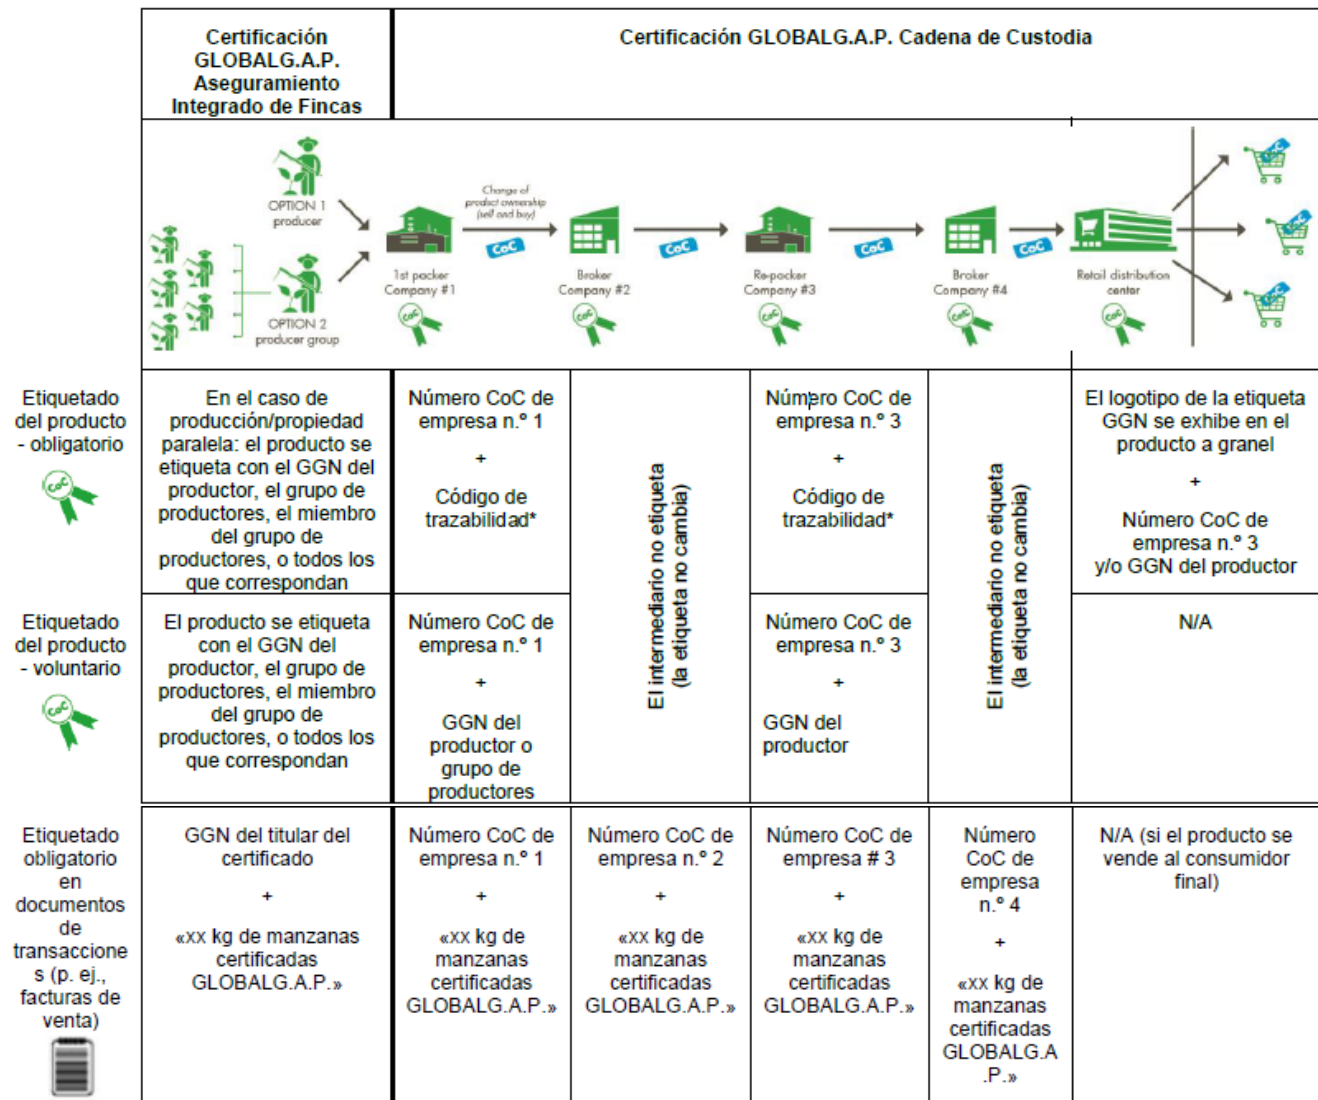 Certificación
GLOBALG.A.P.
Aseguramiento
Integrado de Fincas
Certificación GLOBALG.A.P. Cadena de Custodia
OPTION 1
producer
OPTION 2
producer group
Change of
product ownership
(sell and buy)
CoC
CoC
CoC
CoC
CoC
CoC
CoC
1st packer
Company #1
CoC
Broker
Company #2
Re-packer
Company #3
CoC
Broker
Company #4
CoC
Retail distribution
center
CoC
Etiquetado
del producto
- obligatorio
CoC
En el caso de
producción/propiedad
paralela: el producto se
etiqueta con el GGN del
productor, el grupo de
productores, el miembro
del grupo de
productores, o todos los
que correspondan
Número CoC de
empresa n.º 1
+
Código de
trazabilidad*
El intermediario no etiqueta
(la etiqueta no cambia)
Número CoC de
empresa n.º 3
+
Código de
trazabilidad*
El intermediario no etiqueta
(la etiqueta no cambia)
El logotipo de la etiqueta
GGN se exhibe en el
producto a granel
+
Número CoC de
empresa n.º 3
y/o GGN del productor
Etiquetado
del producto
- voluntario
CoC
El producto se etiqueta
con el GGN del
productor, el grupo de
productores, el miembro
del grupo de
productores, o todos los
que correspondan
Número CoC de
empresa n.º 1
+
GGN del
productor o
grupo de
productores
Número CoC de
empresa n.º 3
+
GGN del
productor
N/A
Etiquetado
obligatorio
en
documentos
de
transaccione
s (p. ej.,
facturas de
venta)
GGN del titular del
certificado
+
«xx kg de manzanas
certificadas
GLOBALG.A.P.»
Número CoC de
empresa n.º 1
+
«xx kg de
manzanas
certificadas
GLOBALG.A.P.»
Número CoC de
empresa n.º 2
+
«xx kg de
manzanas
certificadas
GLOBALG.A.P.»
Número CoC de
empresa # 3
+
«xx kg de
manzanas
certificadas
GLOBALG.A.P.»
Número
CoC de
empresa
n.º 4
+
«xx kg de
manzanas
certificadas
GLOBALG.A
.P.»
N/A (si el producto se
vende al consumidor
final)